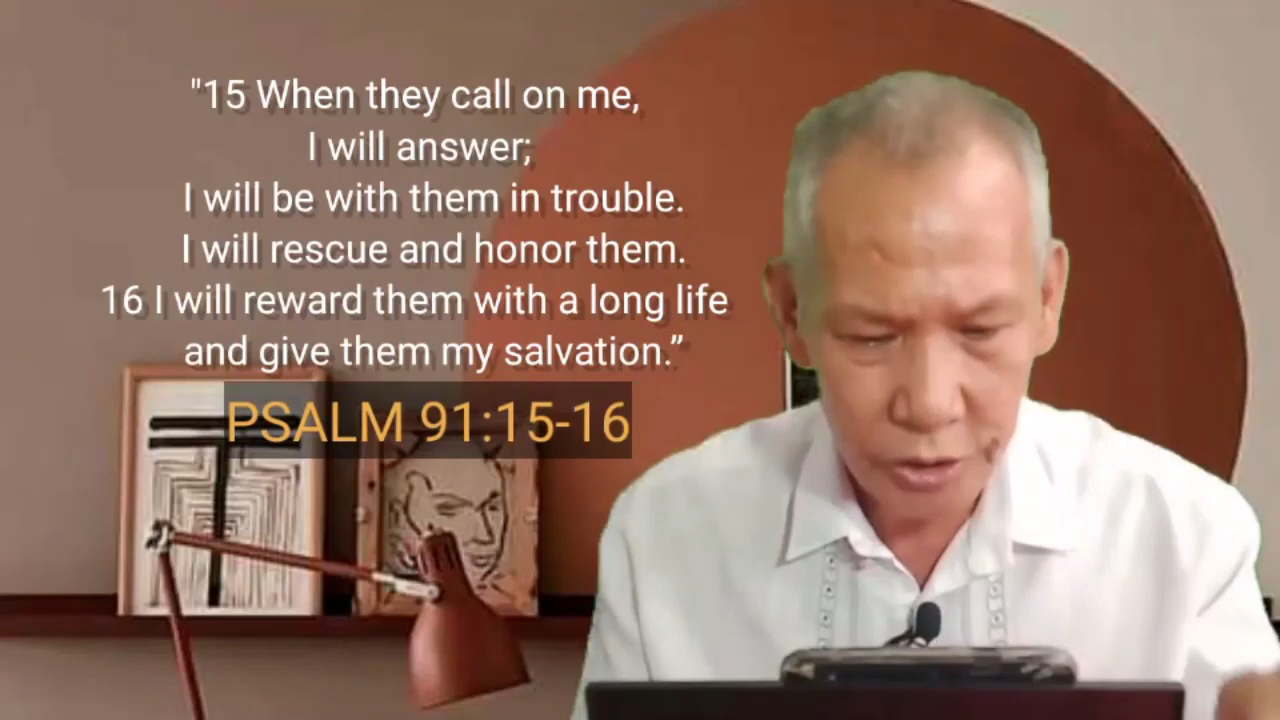 "15 When they call on me,
I will answer;
I will be with them in trouble.
I will rescue and honor them.
16 I will reward them with a long life
and give them my salvation.”
PSALM 91:15-16